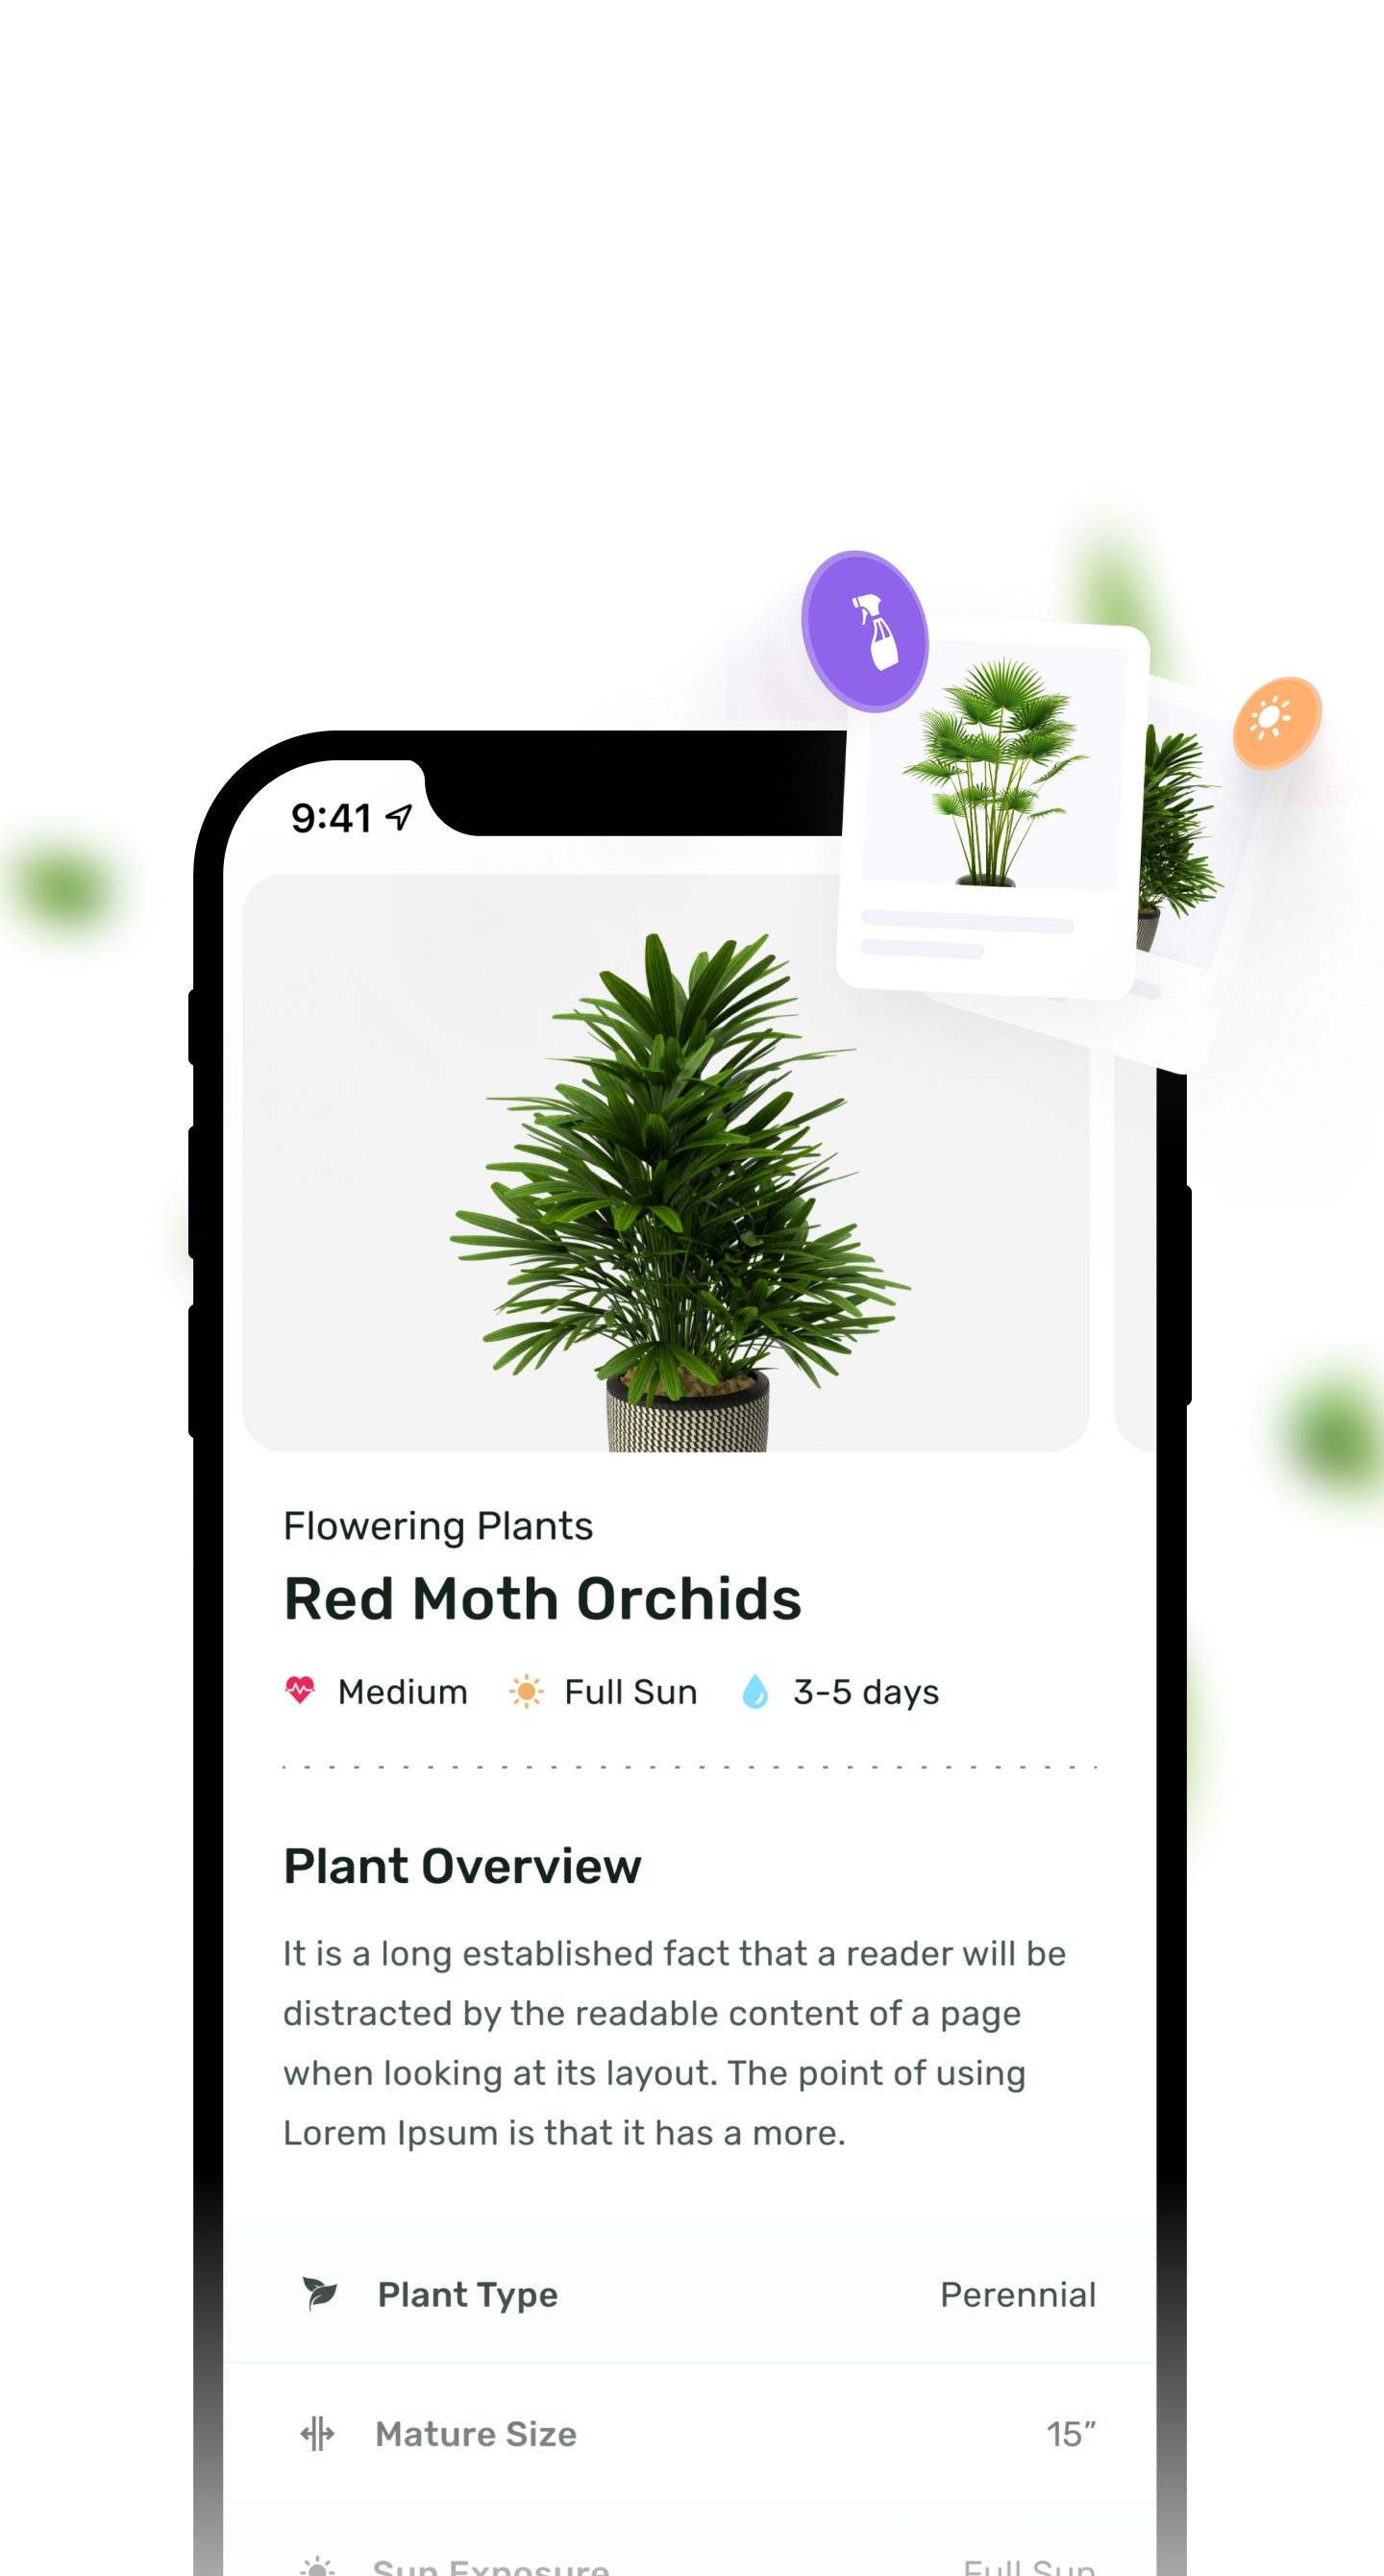 9:41
Flowering Plants
Red Moth Orchids
Medium Full Sun 3-5 days
Plant Overview
It is a long established fact that a reader will be
distracted by the readable content of a page
when looking at its layout. The point of using
Lorem Ipsum is that it has a more.
Plant Type Perennial
Mature Size 15”
Sun Exposure Full Sun